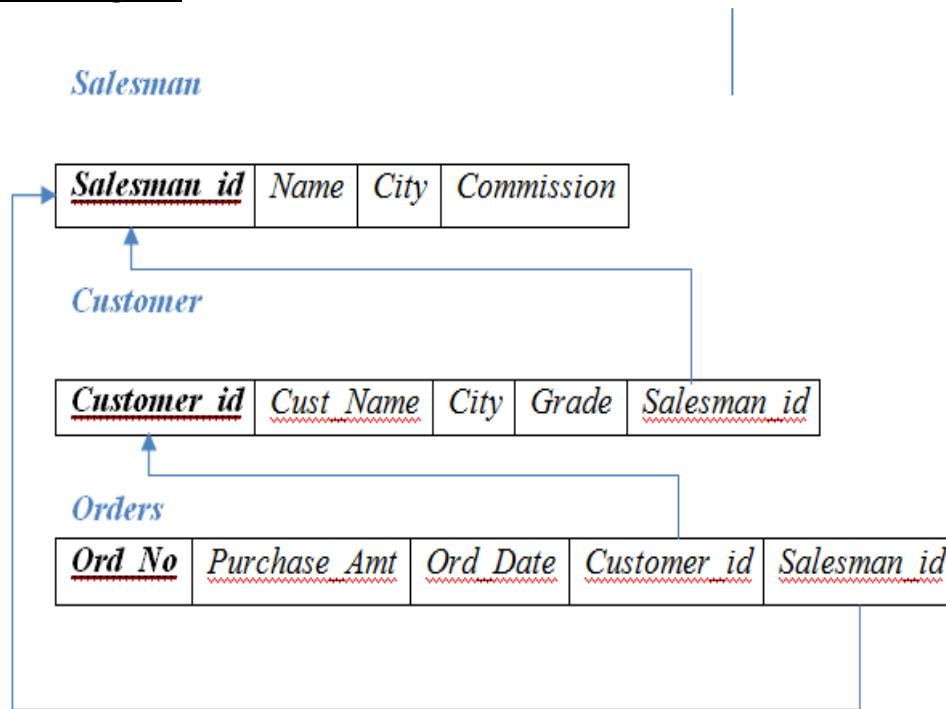 Salesman
Salesman_id Name City Commission
Customer
Customer_id Cust_Name City Grade Salesman_id
Orders
Ord_No Purchase_Amt Ord_Date Customer_id Salesman_id